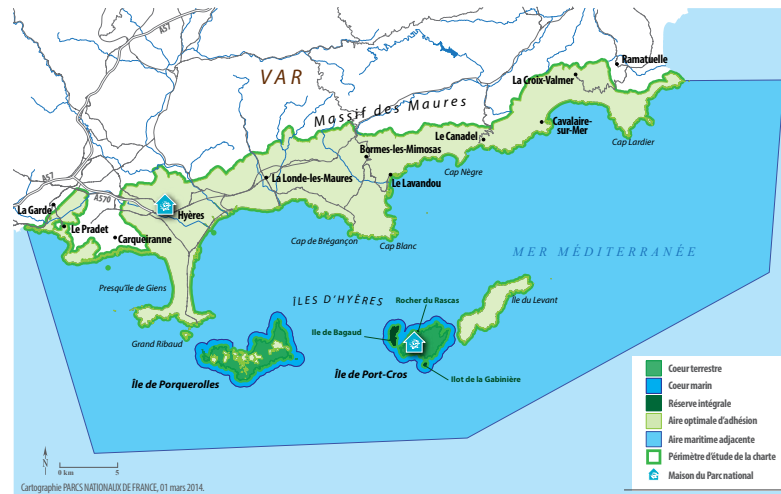 A57
VAR
Massif des Maures
Ramatuelle
La Croix-Valmer
Cavalaire-
sur-Mer
Cap Lardier
Le Canadel
Cap Nègre
Bormes-les-Mimosas
Le Lavandou
La Londe-les-Maures
A57
A570
La Garde
Le Pradet
Hyères
Carqueiranne
Cap de Brégançon
Cap Blanc
MER MÉDITERRANÉE
Presqu'île de Giens
ÎLES D'HYÈRES
Rocher du Rascas
Île du Levant
Grand Ribaud
Ile de Bagaud
Île de Porquerolles
Île de Port-Cros
Ilot de la Gabinière
Coeur terrestre
Coeur marin
Réserve intégrale
Aire optimale d'adhésion
Aire maritime adjacente
Périmètre d'étude de la charte
Maison du Parc national
N
0 km 5
Cartographie PARCS NATIONAUX DE FRANCE, 01 mars 2014.